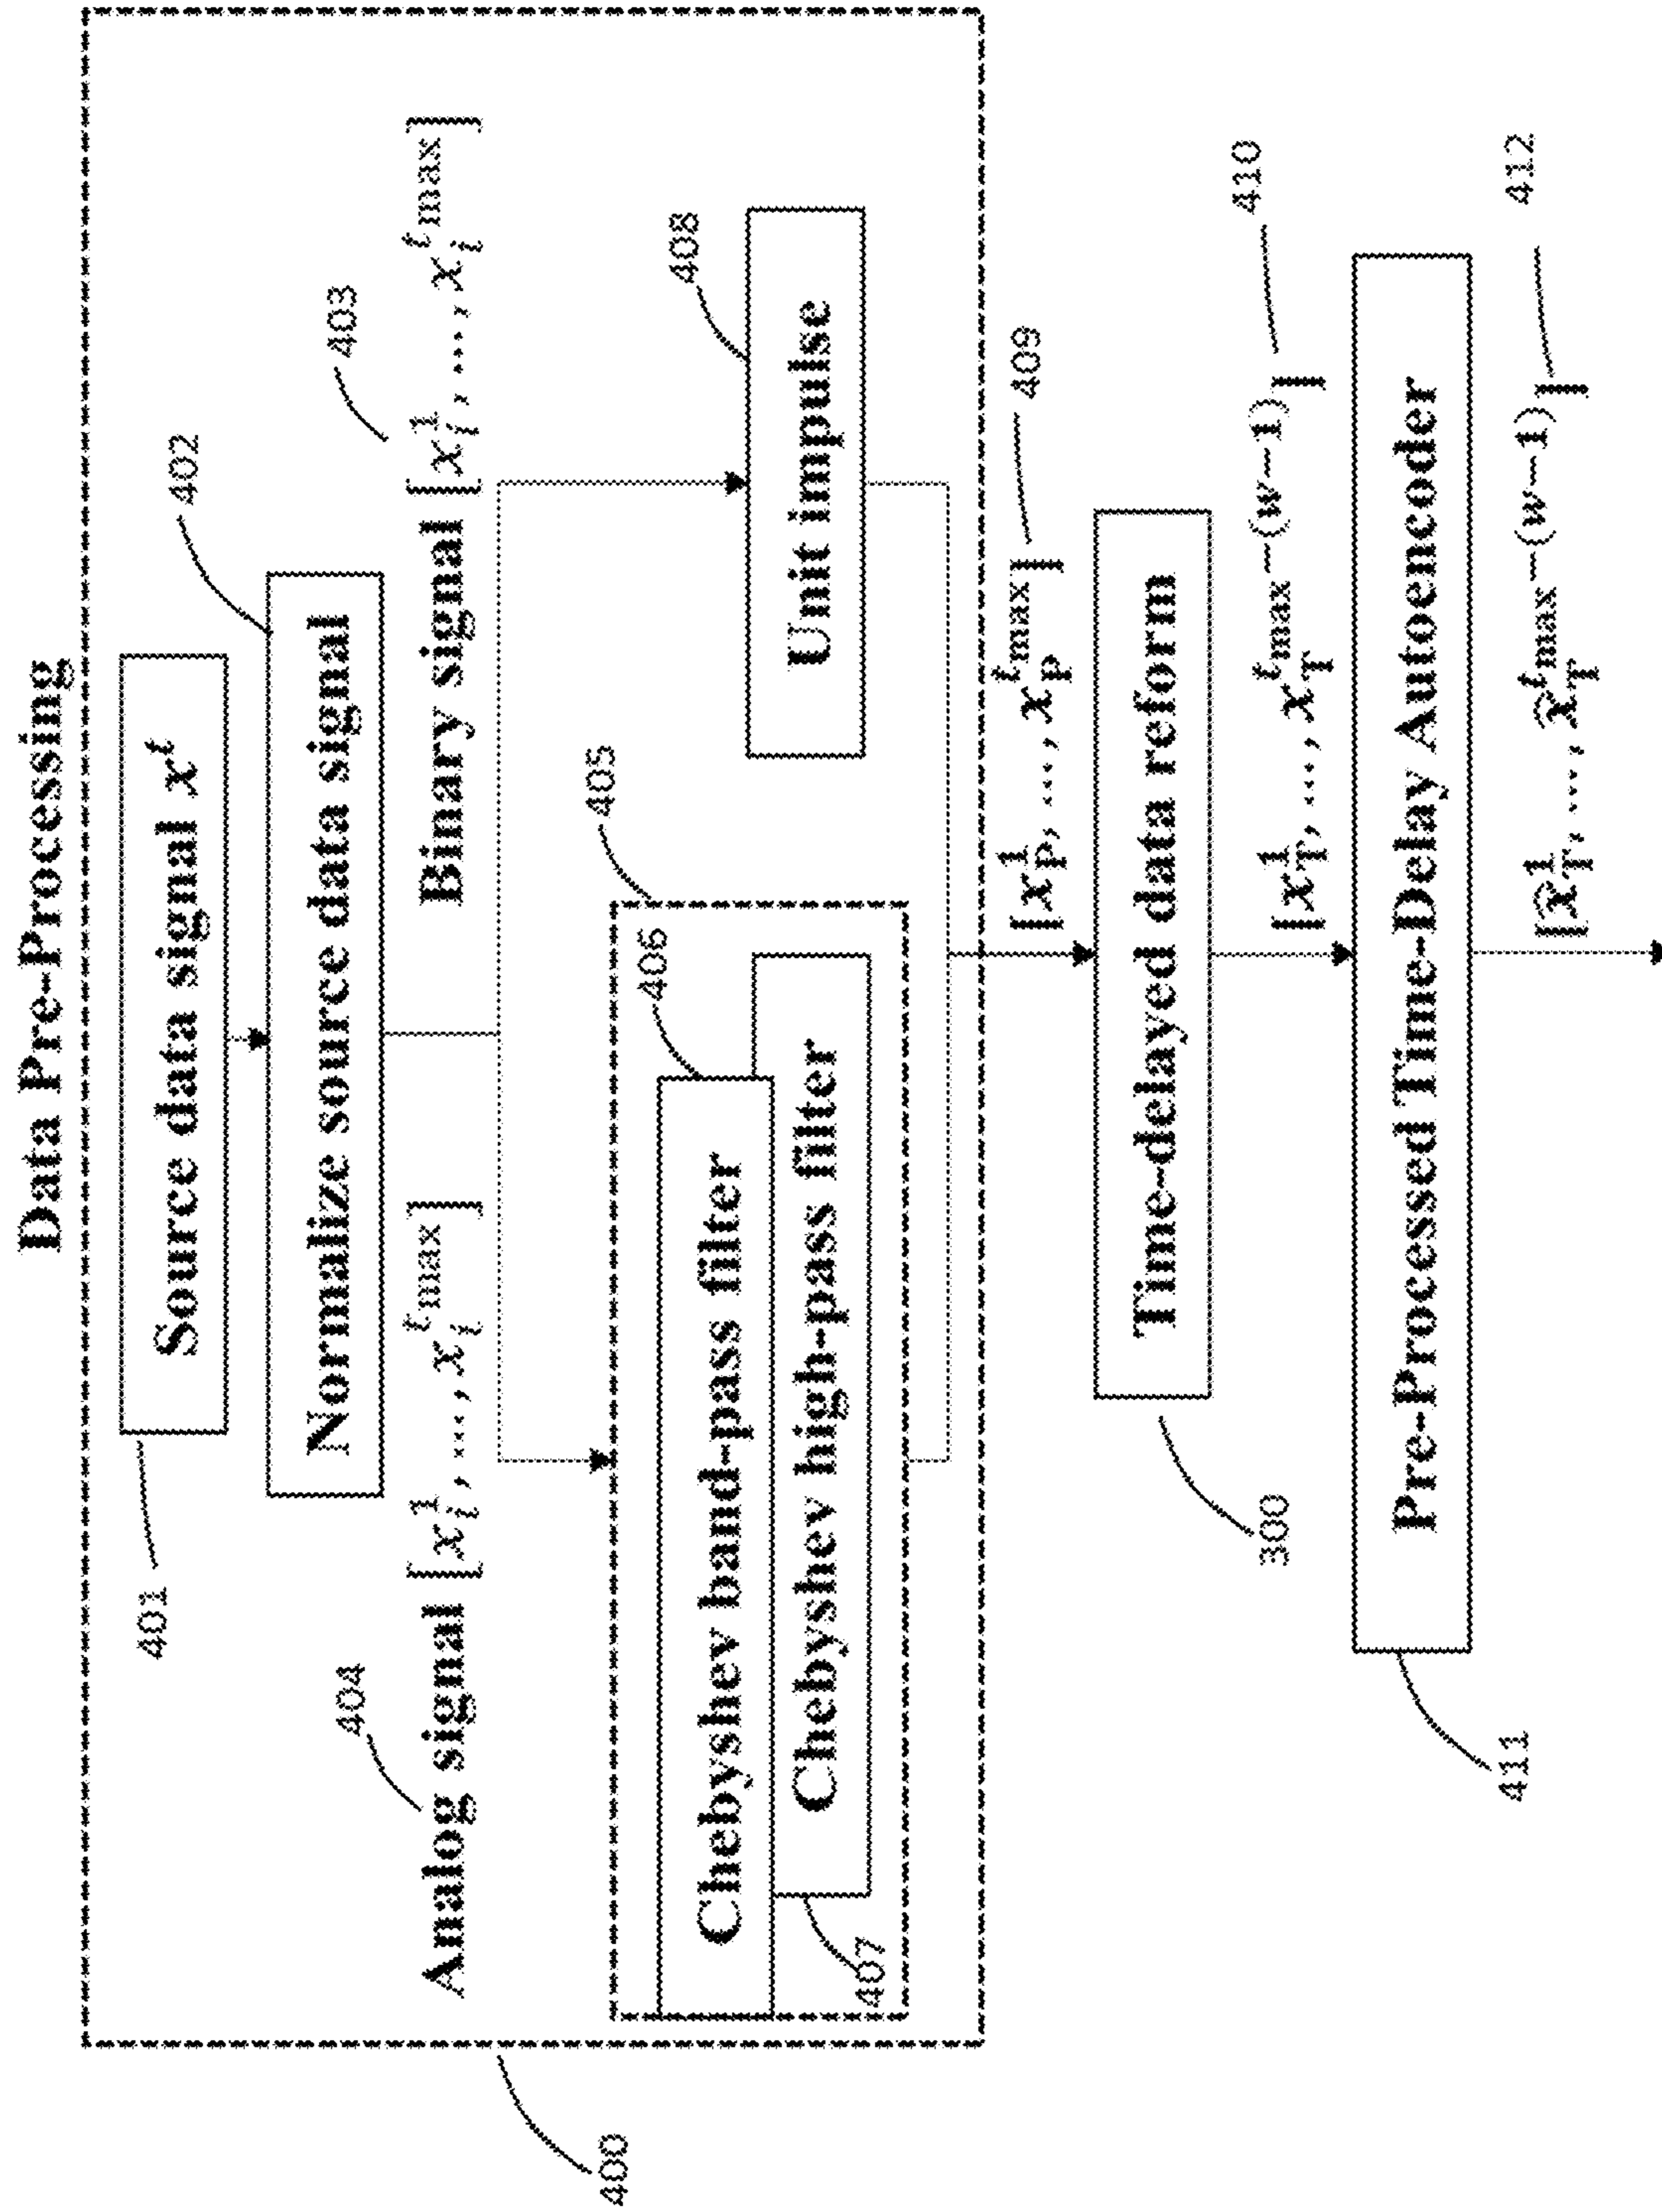 Data Pre-Processing
401
Source data signal x^t
402
Normalize source data signal
404
403
Analog signal [x_i^1, ..., x_i^{t_max}]
Binary signal [x_i^1, ..., x_i^{t_max}]
405
406
Chebyshev band-pass filter
408
Unit impulse
407
Chebyshev high-pass filter
400
[x_P^1, ..., x_P^{t_max}]
409
Time-delayed data reform
300
[x_T^1, ..., x_T^{t_max-(w-1)}]
410
Pre-Processed Time-Delay Autoencoder
411
[x̂_T^1, ..., x̂_T^{t_max-(w-1)}]
412